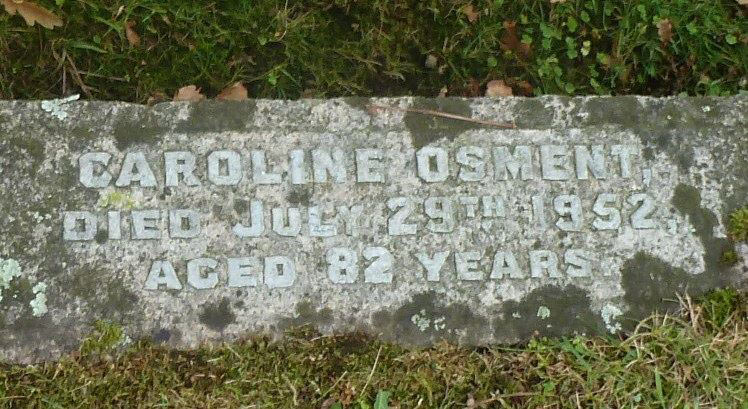 CAROLINE OSMENT,
DIED JULY 29TH 1952,
AGED 82 YEARS.